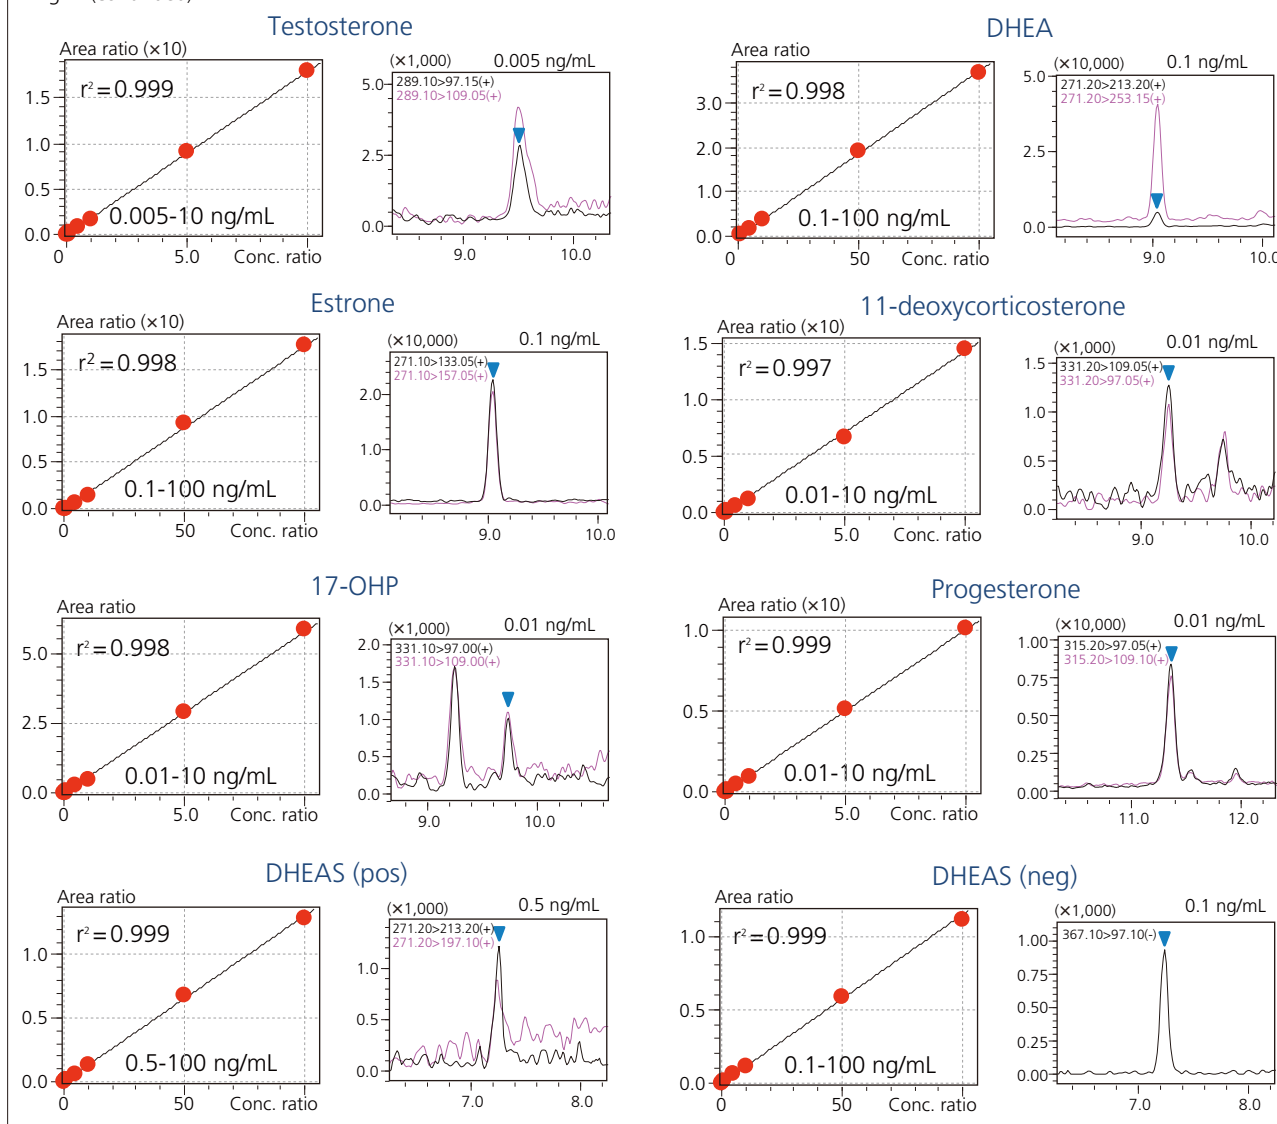 Testosterone
Area ratio (×10)
r² = 0.999
1.5
1.0
0.5
0.0
0.005-10 ng/mL
0
5.0
Conc. ratio
(×1,000)
0.005 ng/mL
289.10>97.15(+)
289.10>109.05(+)
5.0
2.5
0.0
9.0
10.0
DHEA
Area ratio
r² = 0.998
3.0
2.0
1.0
0.0
0.1-100 ng/mL
0
50
Conc. ratio
(×10,000)
0.1 ng/mL
271.20>213.20(+)
271.20>253.15(+)
5.0
2.5
0.0
9.0
10.0
Estrone
Area ratio (×10)
r² = 0.998
1.5
1.0
0.5
0.0
0.1-100 ng/mL
0
50
Conc. ratio
(×10,000)
0.1 ng/mL
271.10>133.05(+)
271.10>157.05(+)
2.0
1.0
0.0
9.0
10.0
11-deoxycorticosterone
Area ratio (×10)
1.5
r² = 0.997
1.0
0.5
0.0
0.01-10 ng/mL
0
5.0
Conc. ratio
(×1,000)
0.01 ng/mL
331.20>109.05(+)
331.20>97.05(+)
1.5
1.0
0.5
0.0
9.0
10.0
17-OHP
Area ratio
r² = 0.998
5.0
2.5
0.0
0.01-10 ng/mL
0
5.0
Conc. ratio
(×1,000)
0.01 ng/mL
331.10>97.00(+)
331.10>109.00(+)
2.0
1.5
1.0
0.5
0.0
9.0
10.0
Progesterone
Area ratio (×10)
1.0
r² = 0.999
0.5
0.0
0.01-10 ng/mL
0
5.0
Conc. ratio
(×10,000)
0.01 ng/mL
315.20>97.05(+)
315.20>109.10(+)
1.00
0.75
0.50
0.25
0.00
11.0
12.0
DHEAS (pos)
Area ratio
r² = 0.999
1.0
0.5
0.0
0.5-100 ng/mL
0
50
Conc. ratio
(×1,000)
0.5 ng/mL
271.20>213.20(+)
271.20>197.10(+)
1.0
0.5
0.0
7.0
8.0
DHEAS (neg)
Area ratio
r² = 0.999
1.0
0.5
0.0
0.1-100 ng/mL
0
50
Conc. ratio
(×1,000)
0.1 ng/mL
367.10>97.10(-)
1.00
0.75
0.50
0.25
0.00
7.0
8.0